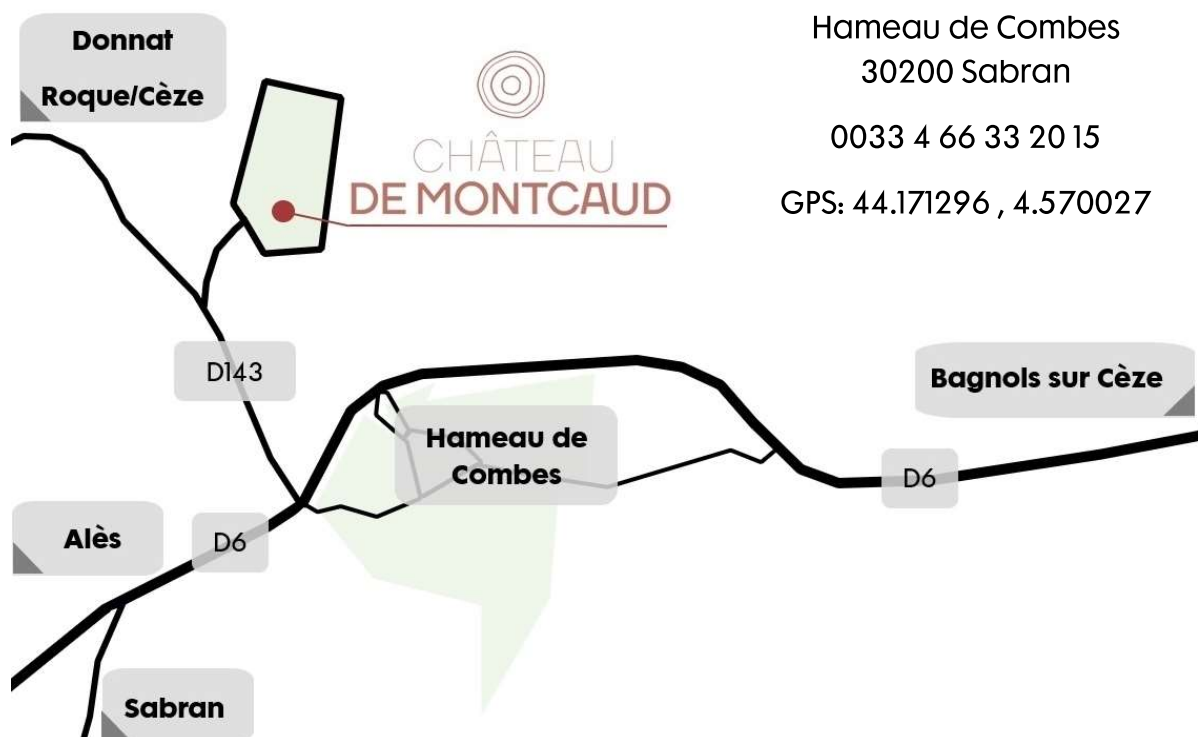 Donnat
Roque/Cèze
CHÂTEAU
DE MONTCAUD
Hameau de Combes
30200 Sabran
0033 4 66 33 20 15
GPS: 44.171296 , 4.570027
D143
Bagnols sur Cèze
Hameau de
Combes
D6
Alès
D6
Sabran